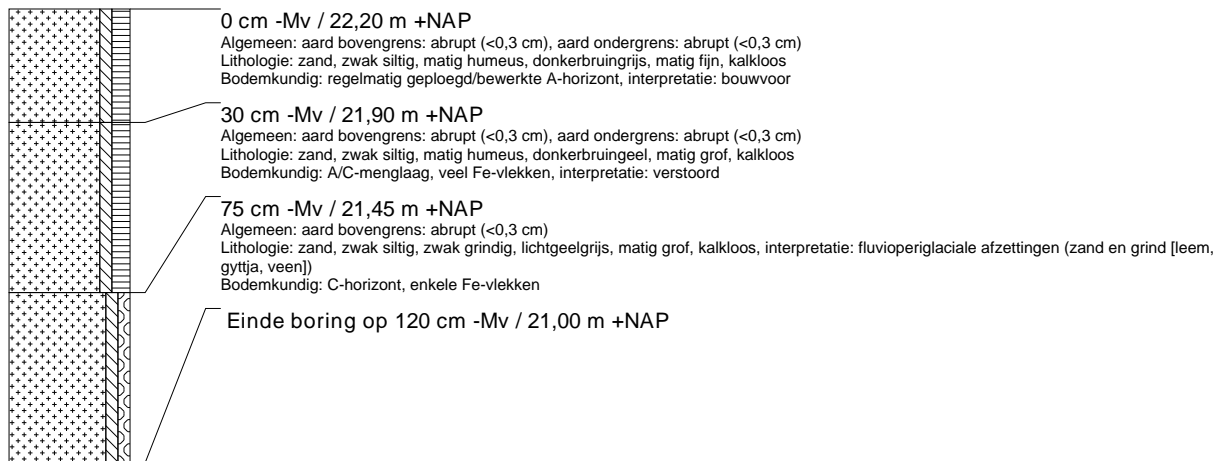 0 cm -Mv / 22,20 m +NAP
Algemeen: aard bovengrens: abrupt (<0,3 cm), aard ondergrens: abrupt (<0,3 cm)
Lithologie: zand, zwak siltig, matig humeus, donkerbruingrijs, matig fijn, kalkloos
Bodemkundig: regelmatig geploegd/bewerkte A-horizont, interpretatie: bouwvoor
30 cm -Mv / 21,90 m +NAP
Algemeen: aard bovengrens: abrupt (<0,3 cm), aard ondergrens: abrupt (<0,3 cm)
Lithologie: zand, zwak siltig, matig humeus, donkerbruingeel, matig grof, kalkloos
Bodemkundig: A/C-menglaag, veel Fe-vlekken, interpretatie: verstoord
75 cm -Mv / 21,45 m +NAP
Algemeen: aard bovengrens: abrupt (<0,3 cm)
Lithologie: zand, zwak siltig, zwak grindig, lichtgeelgrijs, matig grof, kalkloos, interpretatie: fluvioperiglaciale afzettingen (zand en grind [leem,
gyttja, veen])
Bodemkundig: C-horizont, enkele Fe-vlekken
Einde boring op 120 cm -Mv / 21,00 m +NAP